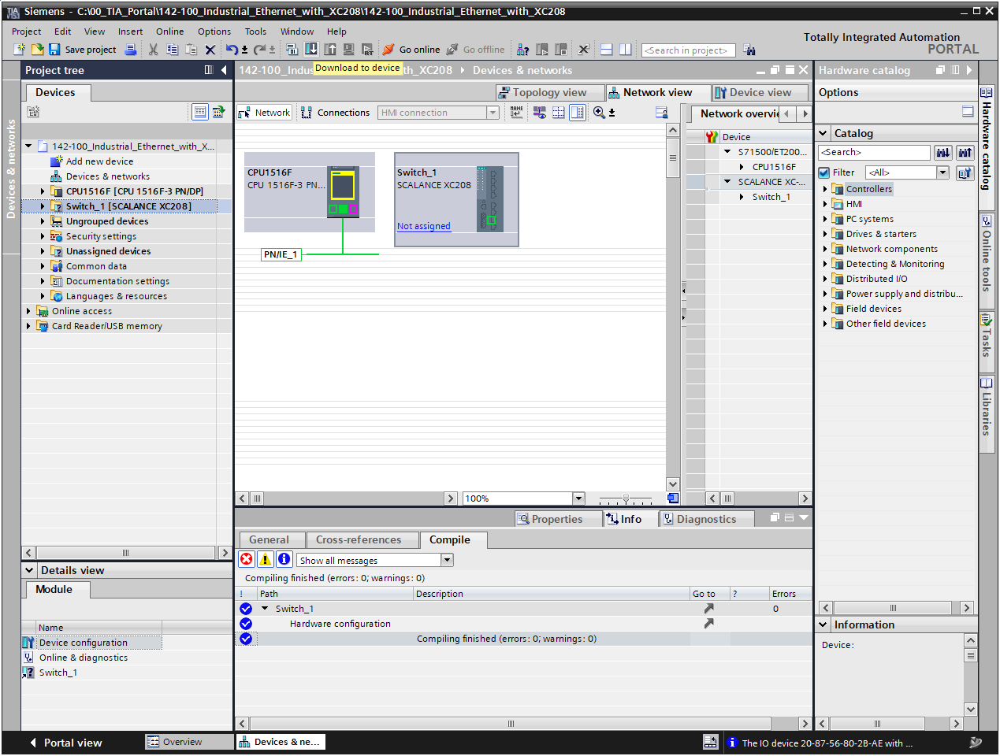 Siemens - C:\00_TIA_Portal\142-100_Industrial_Ethernet_with_XC208\142-100_Industrial_Ethernet_with_XC208
Project Edit View Insert Online Options Tools Window Help
Totally Integrated Automation
PORTAL
Save project
Go online
Go offline
<Search in project>
Download to device
Project tree
Devices
Devices & networks
142-100_Industrial_Ethernet_with_X...
Add new device
Devices & networks
CPU1516F [CPU 1516F-3 PN/DP]
Switch_1 [SCALANCE XC208]
Ungrouped devices
Security settings
Unassigned devices
Common data
Documentation settings
Languages & resources
Online access
Card Reader/USB memory
Details view
Module
Name
Device configuration
Online & diagnostics
Switch_1
142-100_Indus
th_XC208
Devices & networks
Topology view
Network view
Device view
Network
Connections
HMI connection
CPU1516F
CPU 1516F-3 PN...
Switch_1
SCALANCE XC208
Not assigned
PN/IE_1
100%
Network overvie
Device
S71500/ET200...
CPU1516F
SCALANCE XC-...
Switch_1
Properties
Info
Diagnostics
General
Cross-references
Compile
Show all messages
Compiling finished (errors: 0; warnings: 0)
! Path Description Go to ? Errors
Switch_1 0
Hardware configuration
Compiling finished (errors: 0; warnings: 0)
Hardware catalog
Options
Catalog
<Search>
Filter
<All>
Controllers
HMI
PC systems
Drives & starters
Network components
Detecting & Monitoring
Distributed I/O
Power supply and distribu...
Field devices
Other field devices
Information
Device:
Hardware catalog
Online tools
Tasks
Libraries
Portal view
Overview
Devices & ne...
The IO device 20-87-56-80-2B-AE with ...